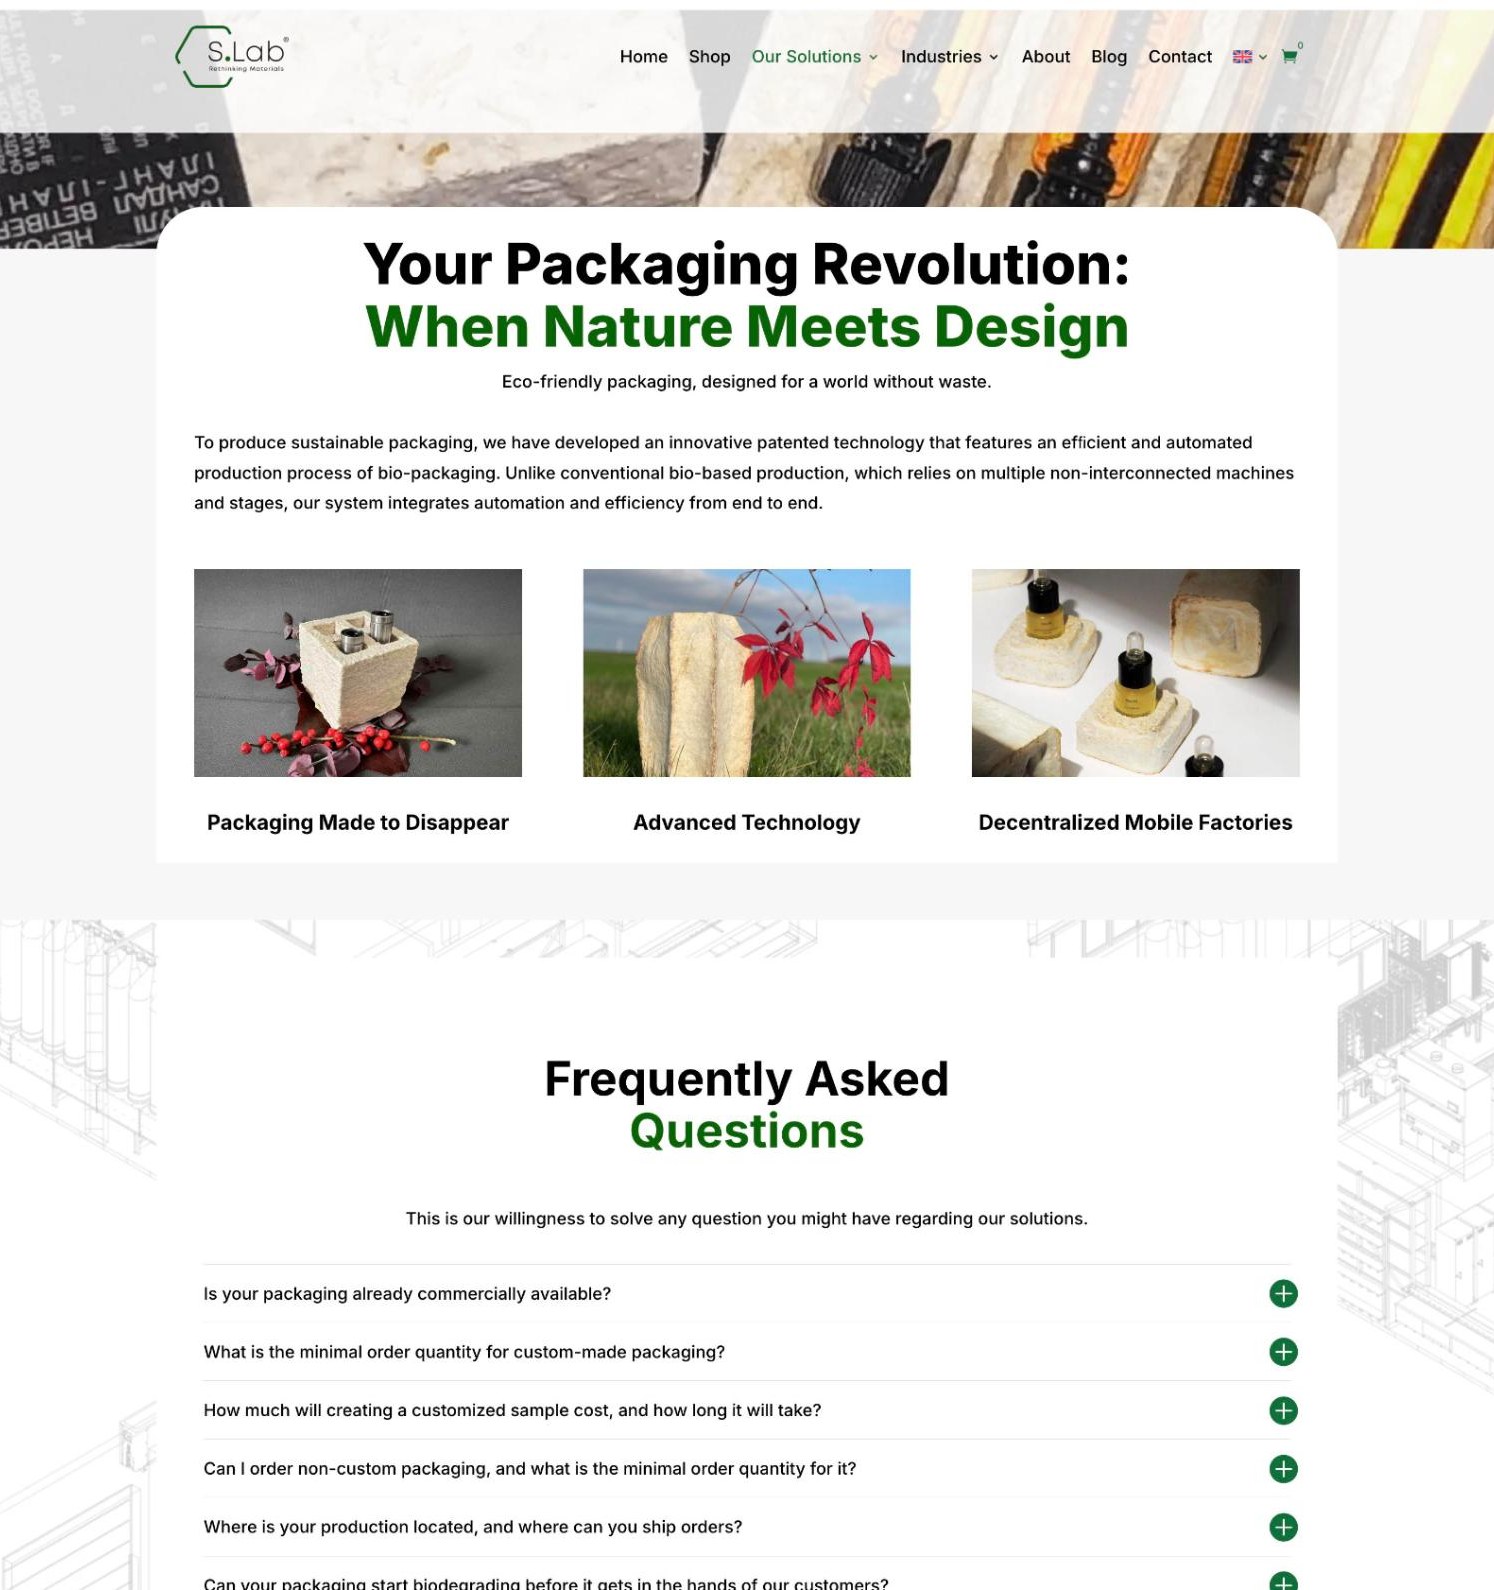 S.Lab®
Rethinking Materials
Home Shop Our Solutions Industries About Blog Contact 0
Your Packaging Revolution:
When Nature Meets Design
Eco-friendly packaging, designed for a world without waste.
To produce sustainable packaging, we have developed an innovative patented technology that features an efficient and automated
production process of bio-packaging. Unlike conventional bio-based production, which relies on multiple non-interconnected machines
and stages, our system integrates automation and efficiency from end to end.
Packaging Made to Disappear
Advanced Technology
Decentralized Mobile Factories
Frequently Asked
Questions
This is our willingness to solve any question you might have regarding our solutions.
Is your packaging already commercially available?
What is the minimal order quantity for custom-made packaging?
How much will creating a customized sample cost, and how long it will take?
Can I order non-custom packaging, and what is the minimal order quantity for it?
Where is your production located, and where can you ship orders?
Can your packaging start biodegrading before it gets in the hands of our customers?